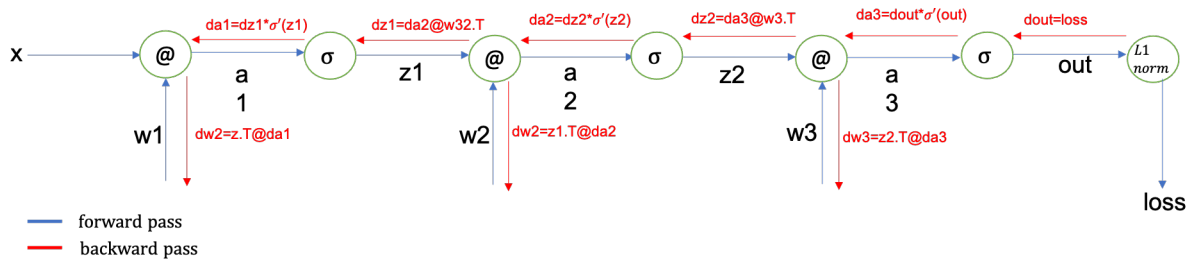 da1=dz1*σ′(z1)
dz1=da2@w32.T
da2=dz2*σ′(z2)
dz2=da3@w3.T
da3=dout*σ′(out)
dout=loss
x
@
σ
@
σ
@
σ
L1
norm
a
1
z1
a
2
z2
a
3
out
w1
dw2=z.T@da1
w2
dw2=z1.T@da2
w3
dw3=z2.T@da3
loss
forward pass
backward pass